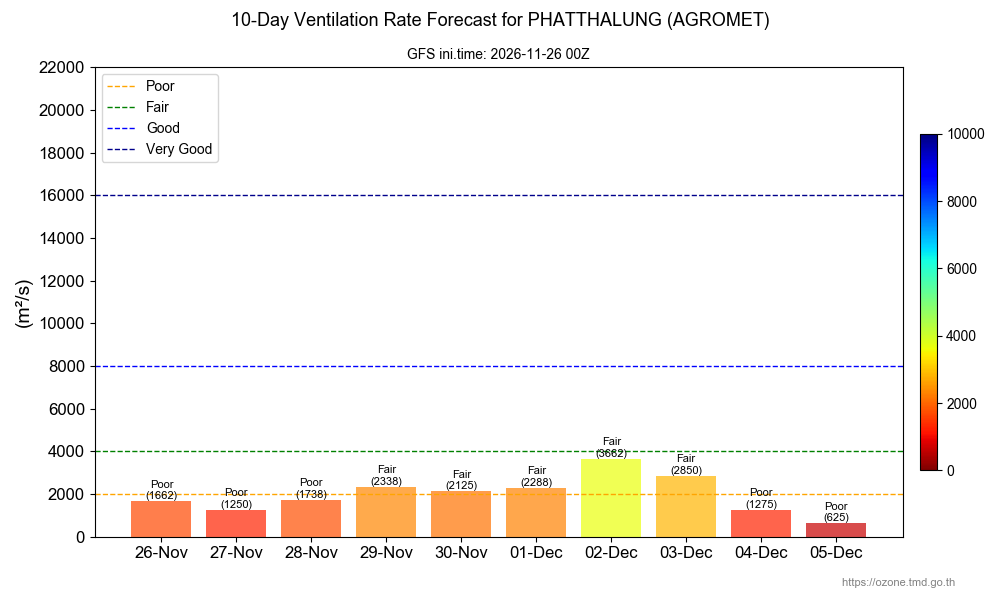 10-Day Ventilation Rate Forecast for PHATTHALUNG (AGROMET)
GFS ini.time: 2026-11-26 00Z
(m²/s)
22000
20000
18000
16000
14000
12000
10000
8000
6000
4000
2000
0
Poor
Fair
Good
Very Good
Poor
(1662)
Poor
(1250)
Poor
(1738)
Fair
(2338)
Fair
(2125)
Fair
(2288)
Fair
(3662)
Fair
(2850)
Poor
(1275)
Poor
(625)
26-Nov
27-Nov
28-Nov
29-Nov
30-Nov
01-Dec
02-Dec
03-Dec
04-Dec
05-Dec
10000
8000
6000
4000
2000
0
https://ozone.tmd.go.th